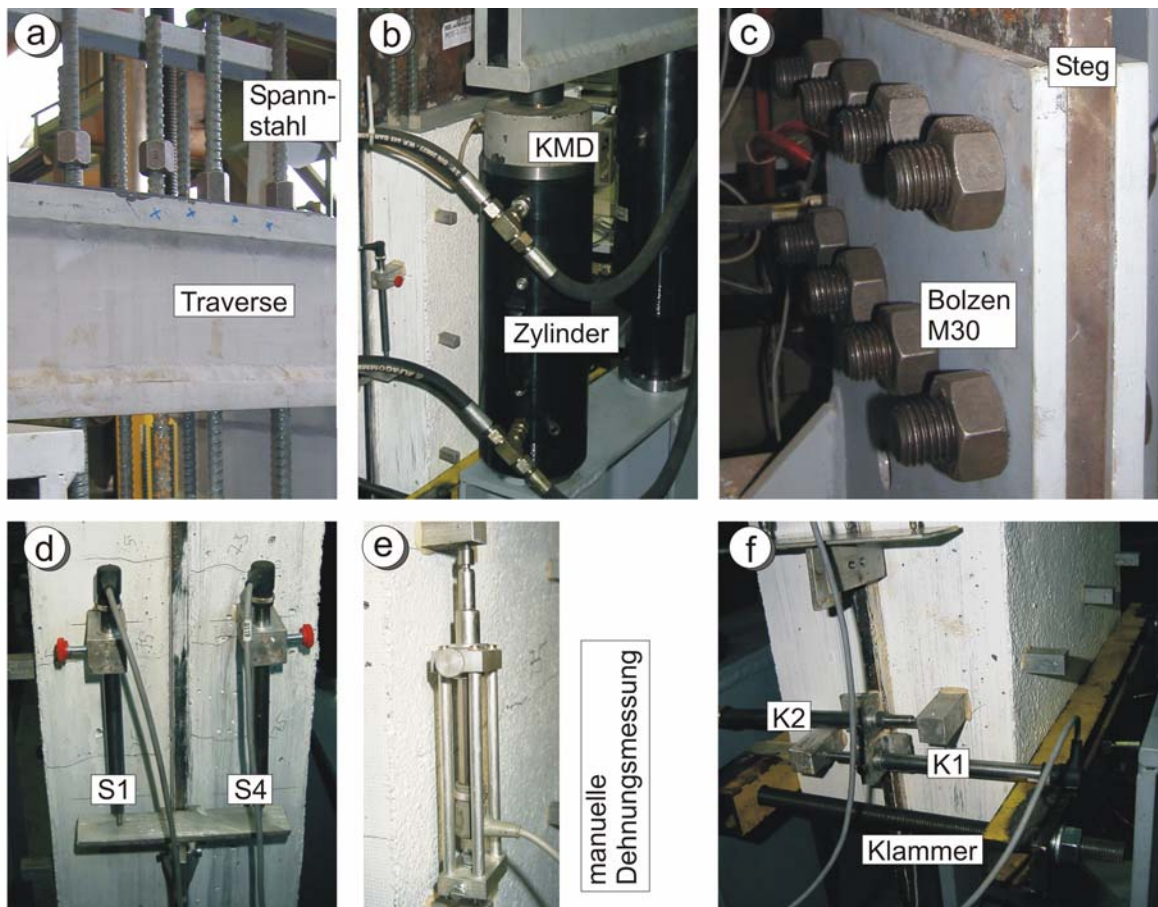 a
Spann-
stahl
Traverse
b
KMD
Zylinder
c
Steg
Bolzen
M30
d
S1
S4
e
manuelle
Dehnungsmessung
f
K2
K1
Klammer